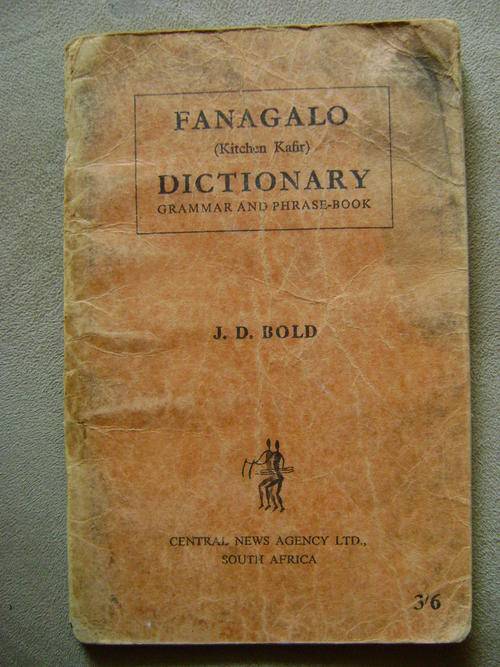 FANAGALO
(Kitchen Kafir)
DICTIONARY
GRAMMAR AND PHRASE-BOOK
J. D. BOLD
CENTRAL NEWS AGENCY LTD.,
SOUTH AFRICA
3/6